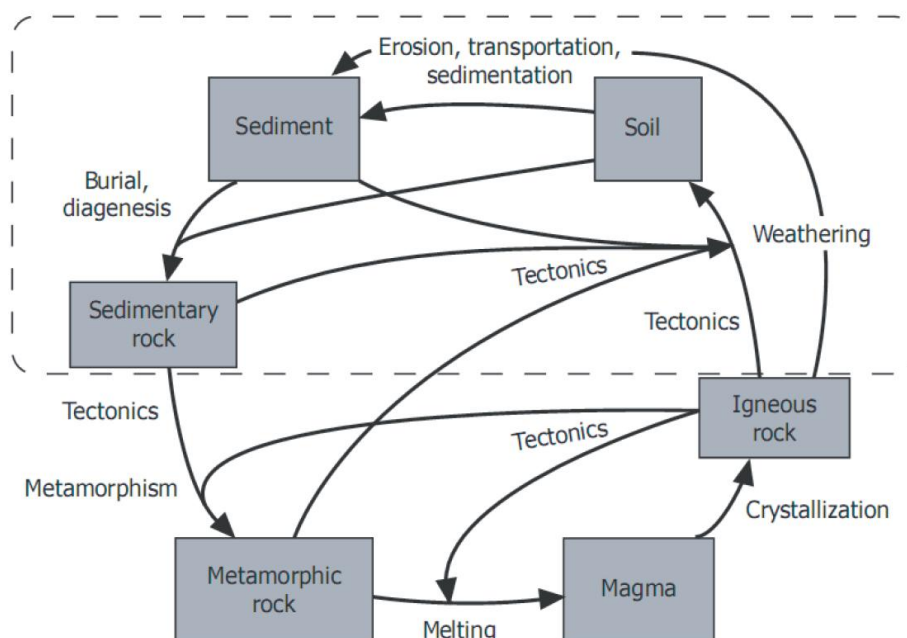 Erosion, transportation,
sedimentation
Sediment
Soil
Burial,
diagenesis
Weathering
Tectonics
Sedimentary
rock
Tectonics
Tectonics
Igneous
rock
Tectonics
Metamorphism
Crystallization
Metamorphic
rock
Magma
Melting